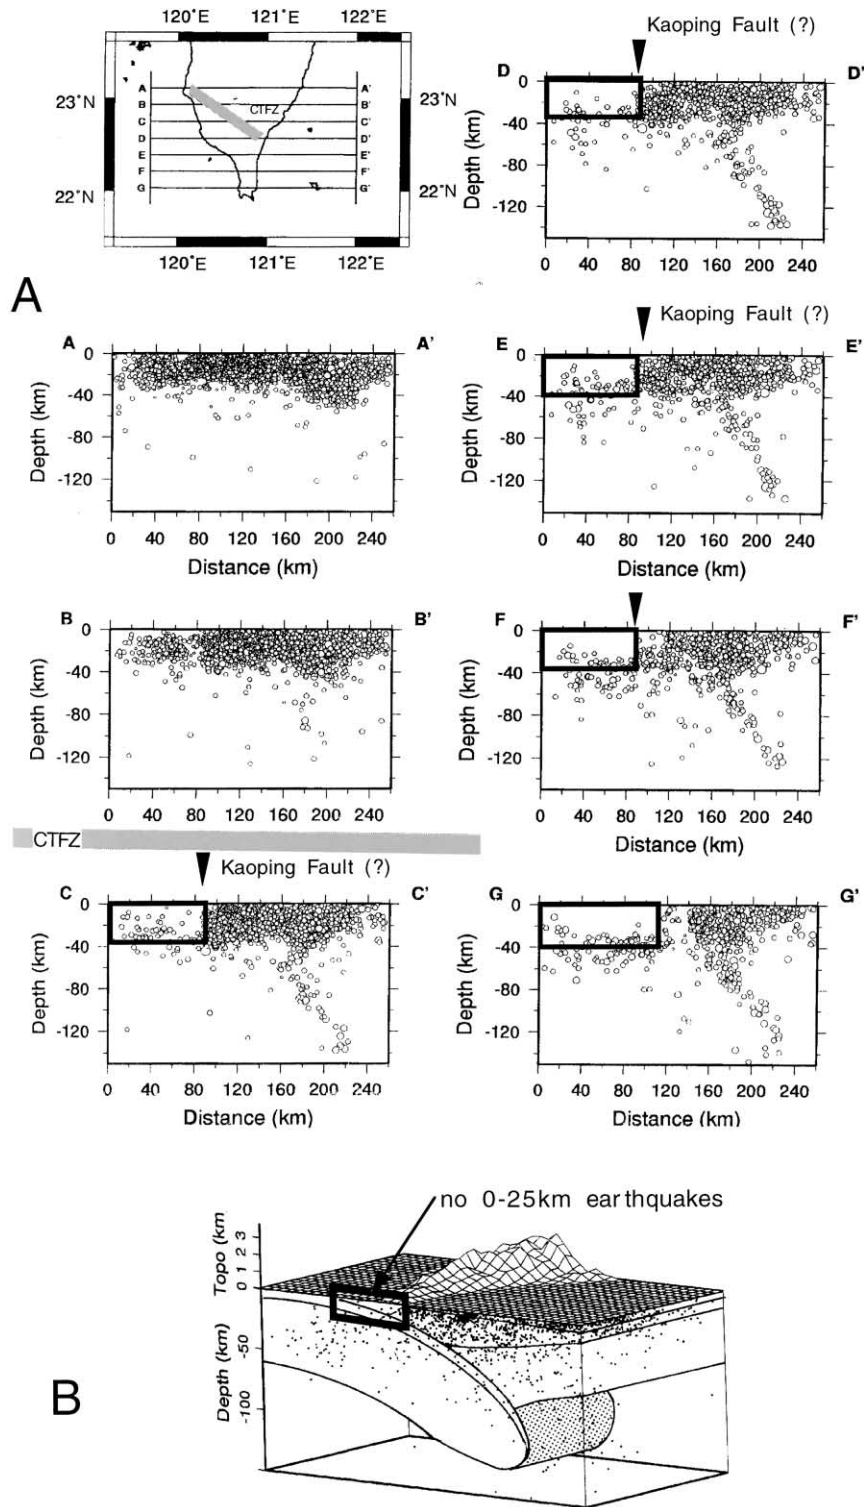 120°E 121°E 122°E
23°N 23°N
22°N 22°N
A A'
B B'
C C'
D D'
E E'
F F'
G G'
CTFZ
120°E 121°E 122°E
A
Kaoping Fault (?)
D D'
0
-40
-80
-120
Depth (km)
0 40 80 120 160 200 240
A A'
0
-40
-80
-120
Depth (km)
0 40 80 120 160 200 240
Distance (km)
Kaoping Fault (?)
E E'
0
-40
-80
-120
Depth (km)
0 40 80 120 160 200 240
Distance (km)
B B'
0
-40
-80
-120
Depth (km)
0 40 80 120 160 200 240
Distance (km)
F F'
0
-40
-80
-120
Depth (km)
0 40 80 120 160 200 240
Distance (km)
CTFZ
Kaoping Fault (?)
C C'
0
-40
-80
-120
Depth (km)
0 40 80 120 160 200 240
Distance (km)
G G'
0
-40
-80
-120
Depth (km)
0 40 80 120 160 200 240
Distance (km)
no 0-25km earthquakes
Topo (km
3
2
1
0
Depth (km)
-50
-100
B